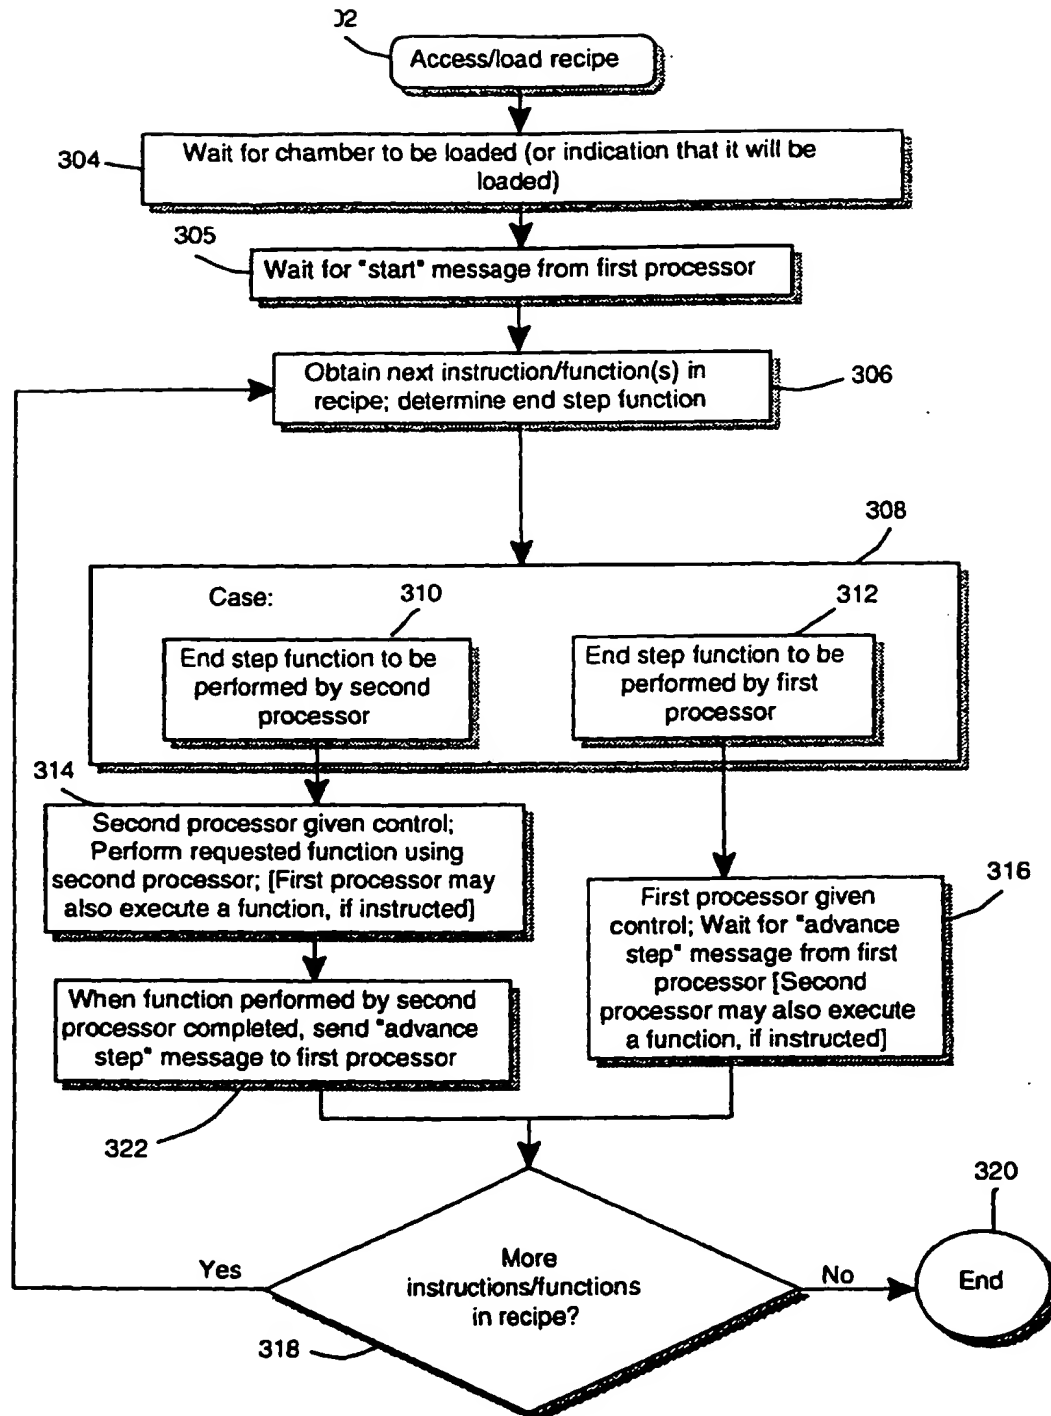 02
Access/load recipe
304
Wait for chamber to be loaded (or indication that it will be
loaded)
305
Wait for "start" message from first processor
Obtain next instruction/function(s) in
recipe; determine end step function
306
308
Case:
310
312
End step function to be
performed by second
processor
End step function to be
performed by first
processor
314
Second processor given control;
Perform requested function using
second processor; [First processor may
also execute a function, if instructed]
316
First processor given
control; Wait for "advance
step" message from first
processor [Second
processor may also execute
a function, if instructed]
When function performed by second
processor completed, send "advance
step" message to first processor
322
320
Yes
More
instructions/functions
in recipe?
No
End
318